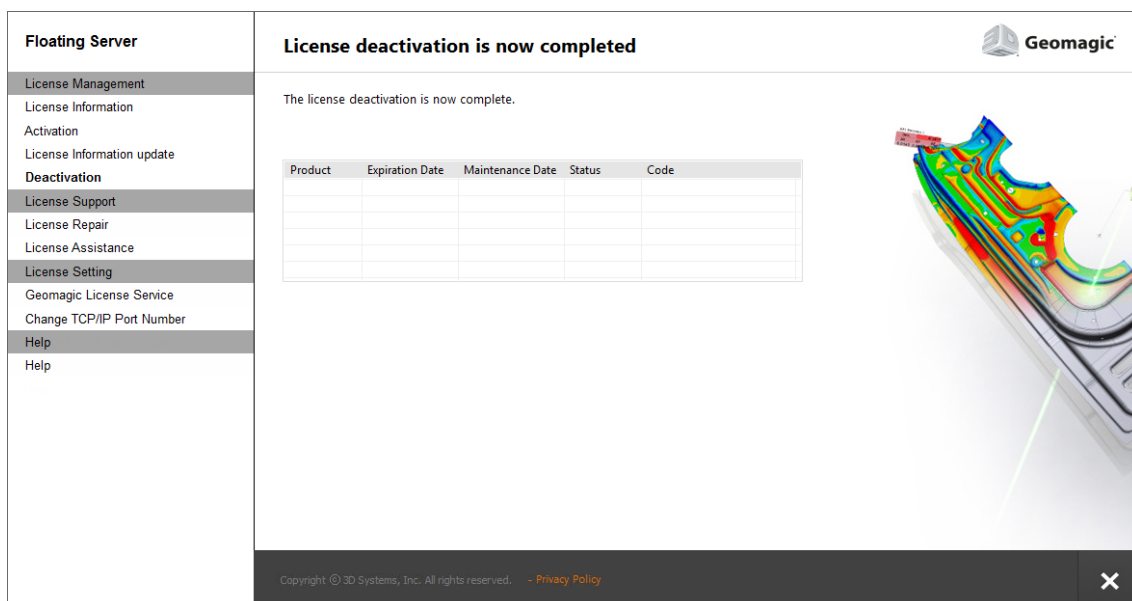 Floating Server
License Management
License Information
Activation
License Information update
Deactivation
License Support
License Repair
License Assistance
License Setting
Geomagic License Service
Change TCP/IP Port Number
Help
Help
License deactivation is now completed
Geomagic
The license deactivation is now complete.
Product Expiration Date Maintenance Date Status Code
Copyright © 3D Systems, Inc. All rights reserved. - Privacy Policy